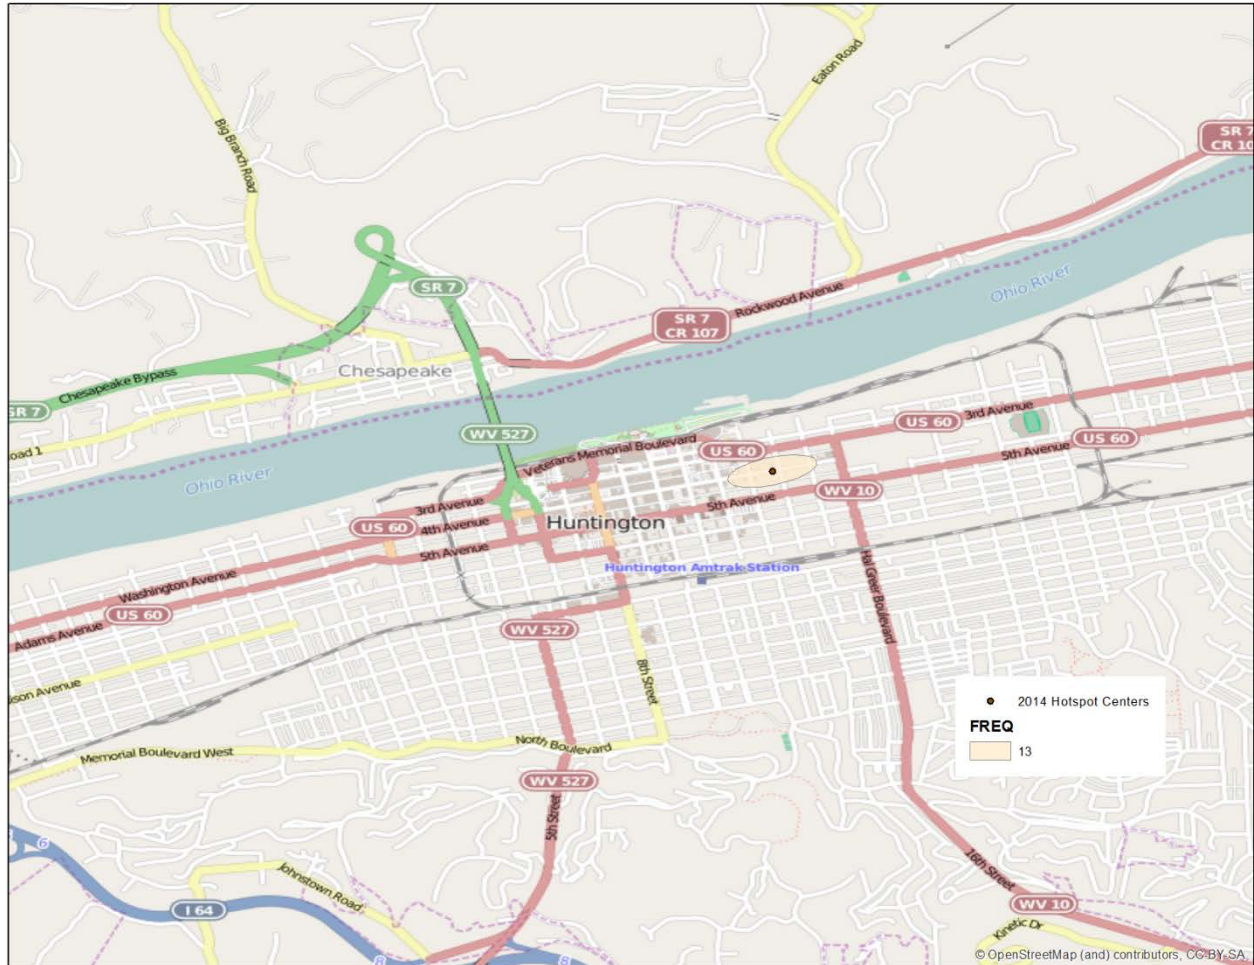 Eaton Road
Big Branch Road
SR 7
CR 10
SR 7
Ohio River
Rockwood Avenue
SR 7
CR 107
Chesapeake
Chesapeake Bypass
SR 7
3rd Avenue
US 60
WV 527
US 60
5th Avenue
Veterans Memorial Boulevard
US 60
oad 1
Ohio River
WV 10
3rd Avenue
5th Avenue
US 60
4th Avenue
Huntington
5th Avenue
Huntington Amtrak Station
Washington Avenue
Hal Greer Boulevard
US 60
Adams Avenue
WV 527
8th Street
ison Avenue
2014 Hotspot Centers
FREQ
13
North Boulevard
Memorial Boulevard West
WV 527
5th Street
6
16th Street
Johnstown Road
I 64
WV 10
Kinetic Dr
8
8
© OpenStreetMap (and) contributors, CC-BY-SA